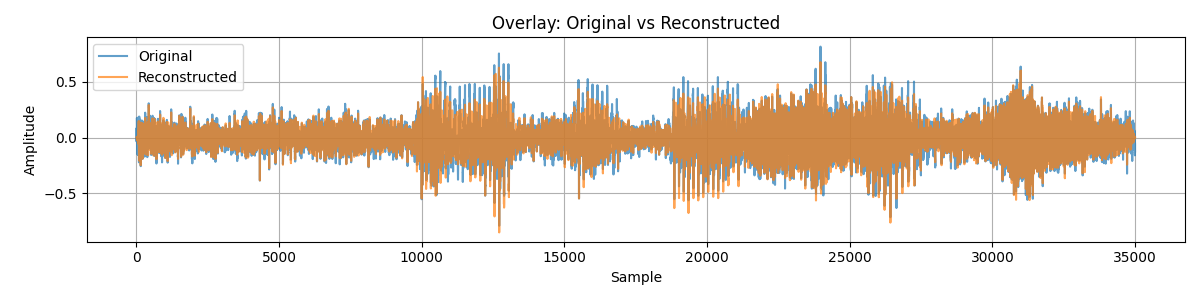 Overlay: Original vs Reconstructed
Original
Reconstructed
Amplitude
0.5
0.0
−0.5
0 5000 10000 15000 20000 25000 30000 35000
Sample